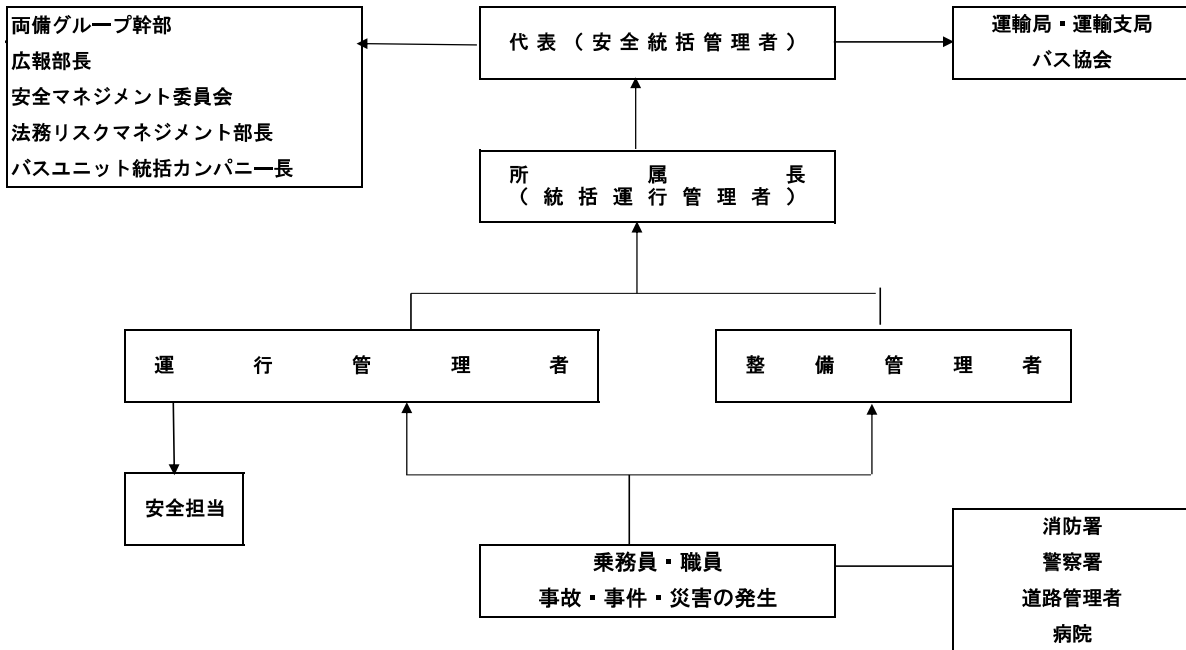 両備グループ幹部
広報部長
安全マネジメント委員会
法務リスクマネジメント部長
バスユニット統括カンパニー長
代表（安全統括管理者）
運輸局・運輸支局
バス協会
所属長
（統括運行管理者）
運行管理者
整備管理者
安全担当
乗務員・職員
事故・事件・災害の発生
消防署
警察署
道路管理者
病院